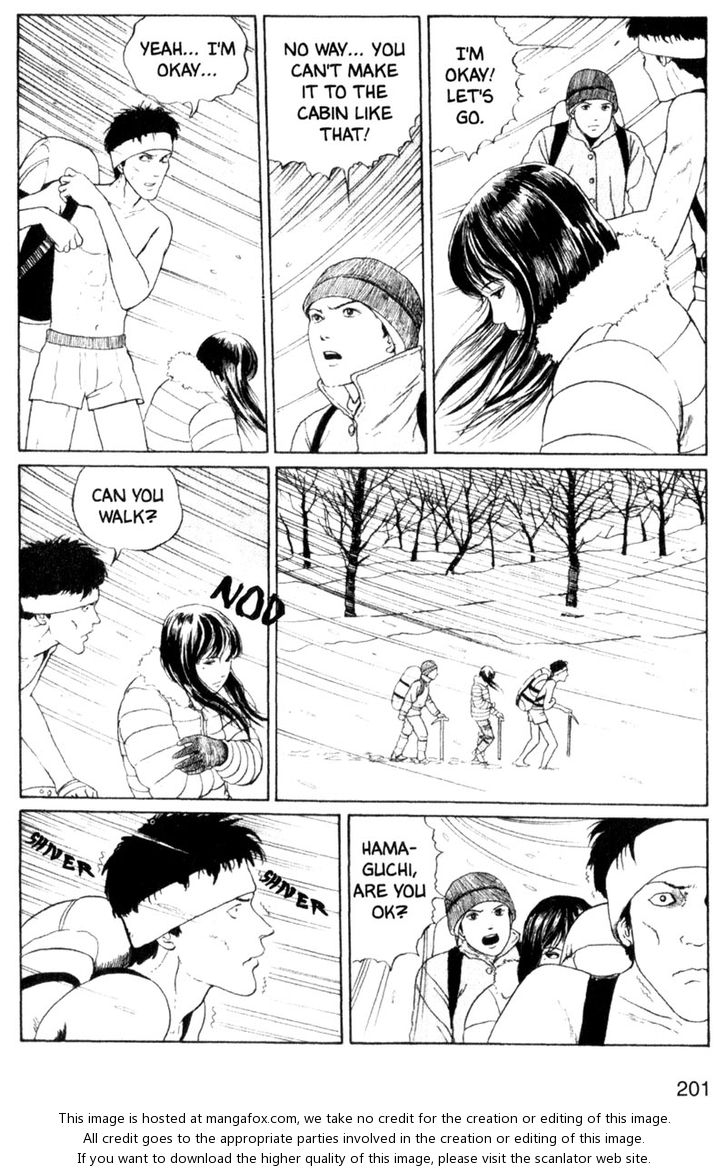 YEAH... I'M
OKAY...
NO WAY... YOU
CAN'T MAKE
IT TO THE
CABIN LIKE
THAT!
I'M
OKAY!
LET'S
GO.
CAN YOU
WALK?
NOD
SHIVER
SHIVER
HAMA-
GUCHI,
ARE YOU
OK?
201
This image is hosted at mangafox.com, we take no credit for the creation or editing of this image.
All credit goes to the appropriate parties involved in the creation or editing of this image.
If you want to download the higher quality of this image, please visit the scanlator web site.